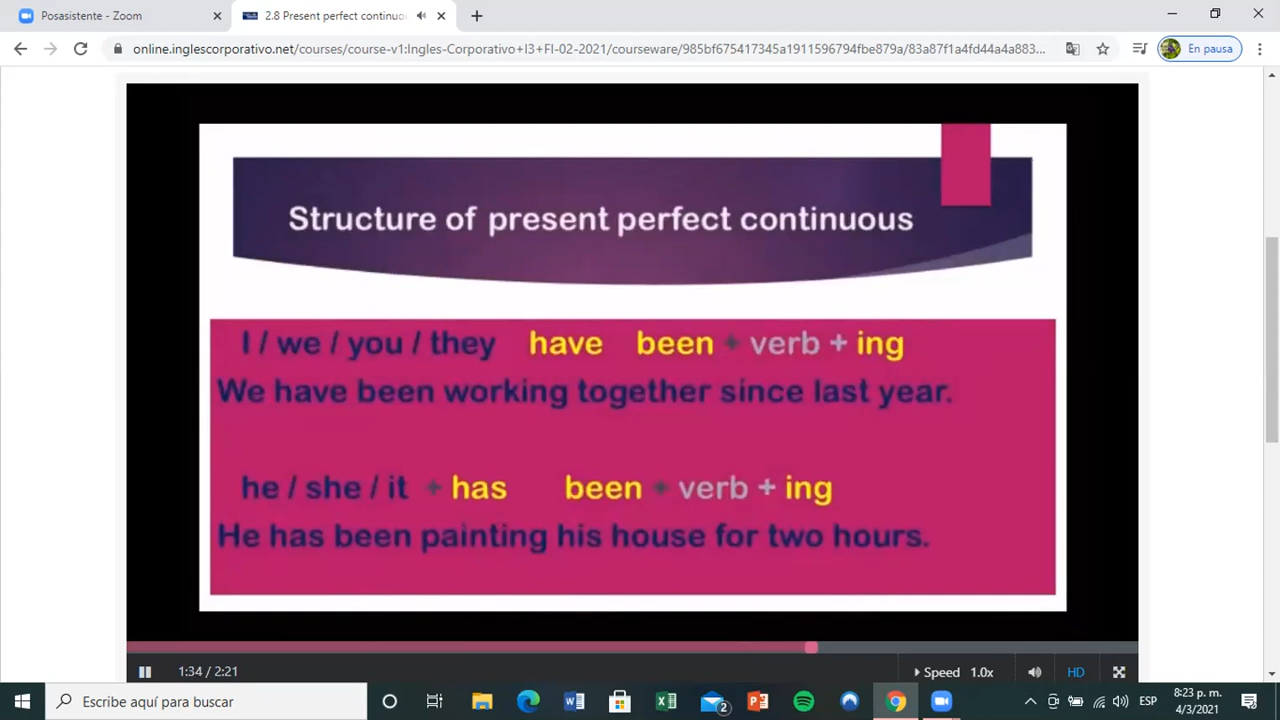 Posasistente - Zoom
2.8 Present perfect continuo
online.inglescorporativo.net/courses/course-v1:Ingles-Corporativo+I3+FI-02-2021/courseware/985bf675417345a1911596794fbe879a/83a87f1a4fd44a4a883...
En pausa
Structure of present perfect continuous
I / we / you / they have been + verb + ing
We have been working together since last year.
he / she / it + has been + verb + ing
He has been painting his house for two hours.
1:34 / 2:21
Speed 1.0x
HD
Escribe aquí para buscar
2
ESP
8:23 p. m.
4/3/2021